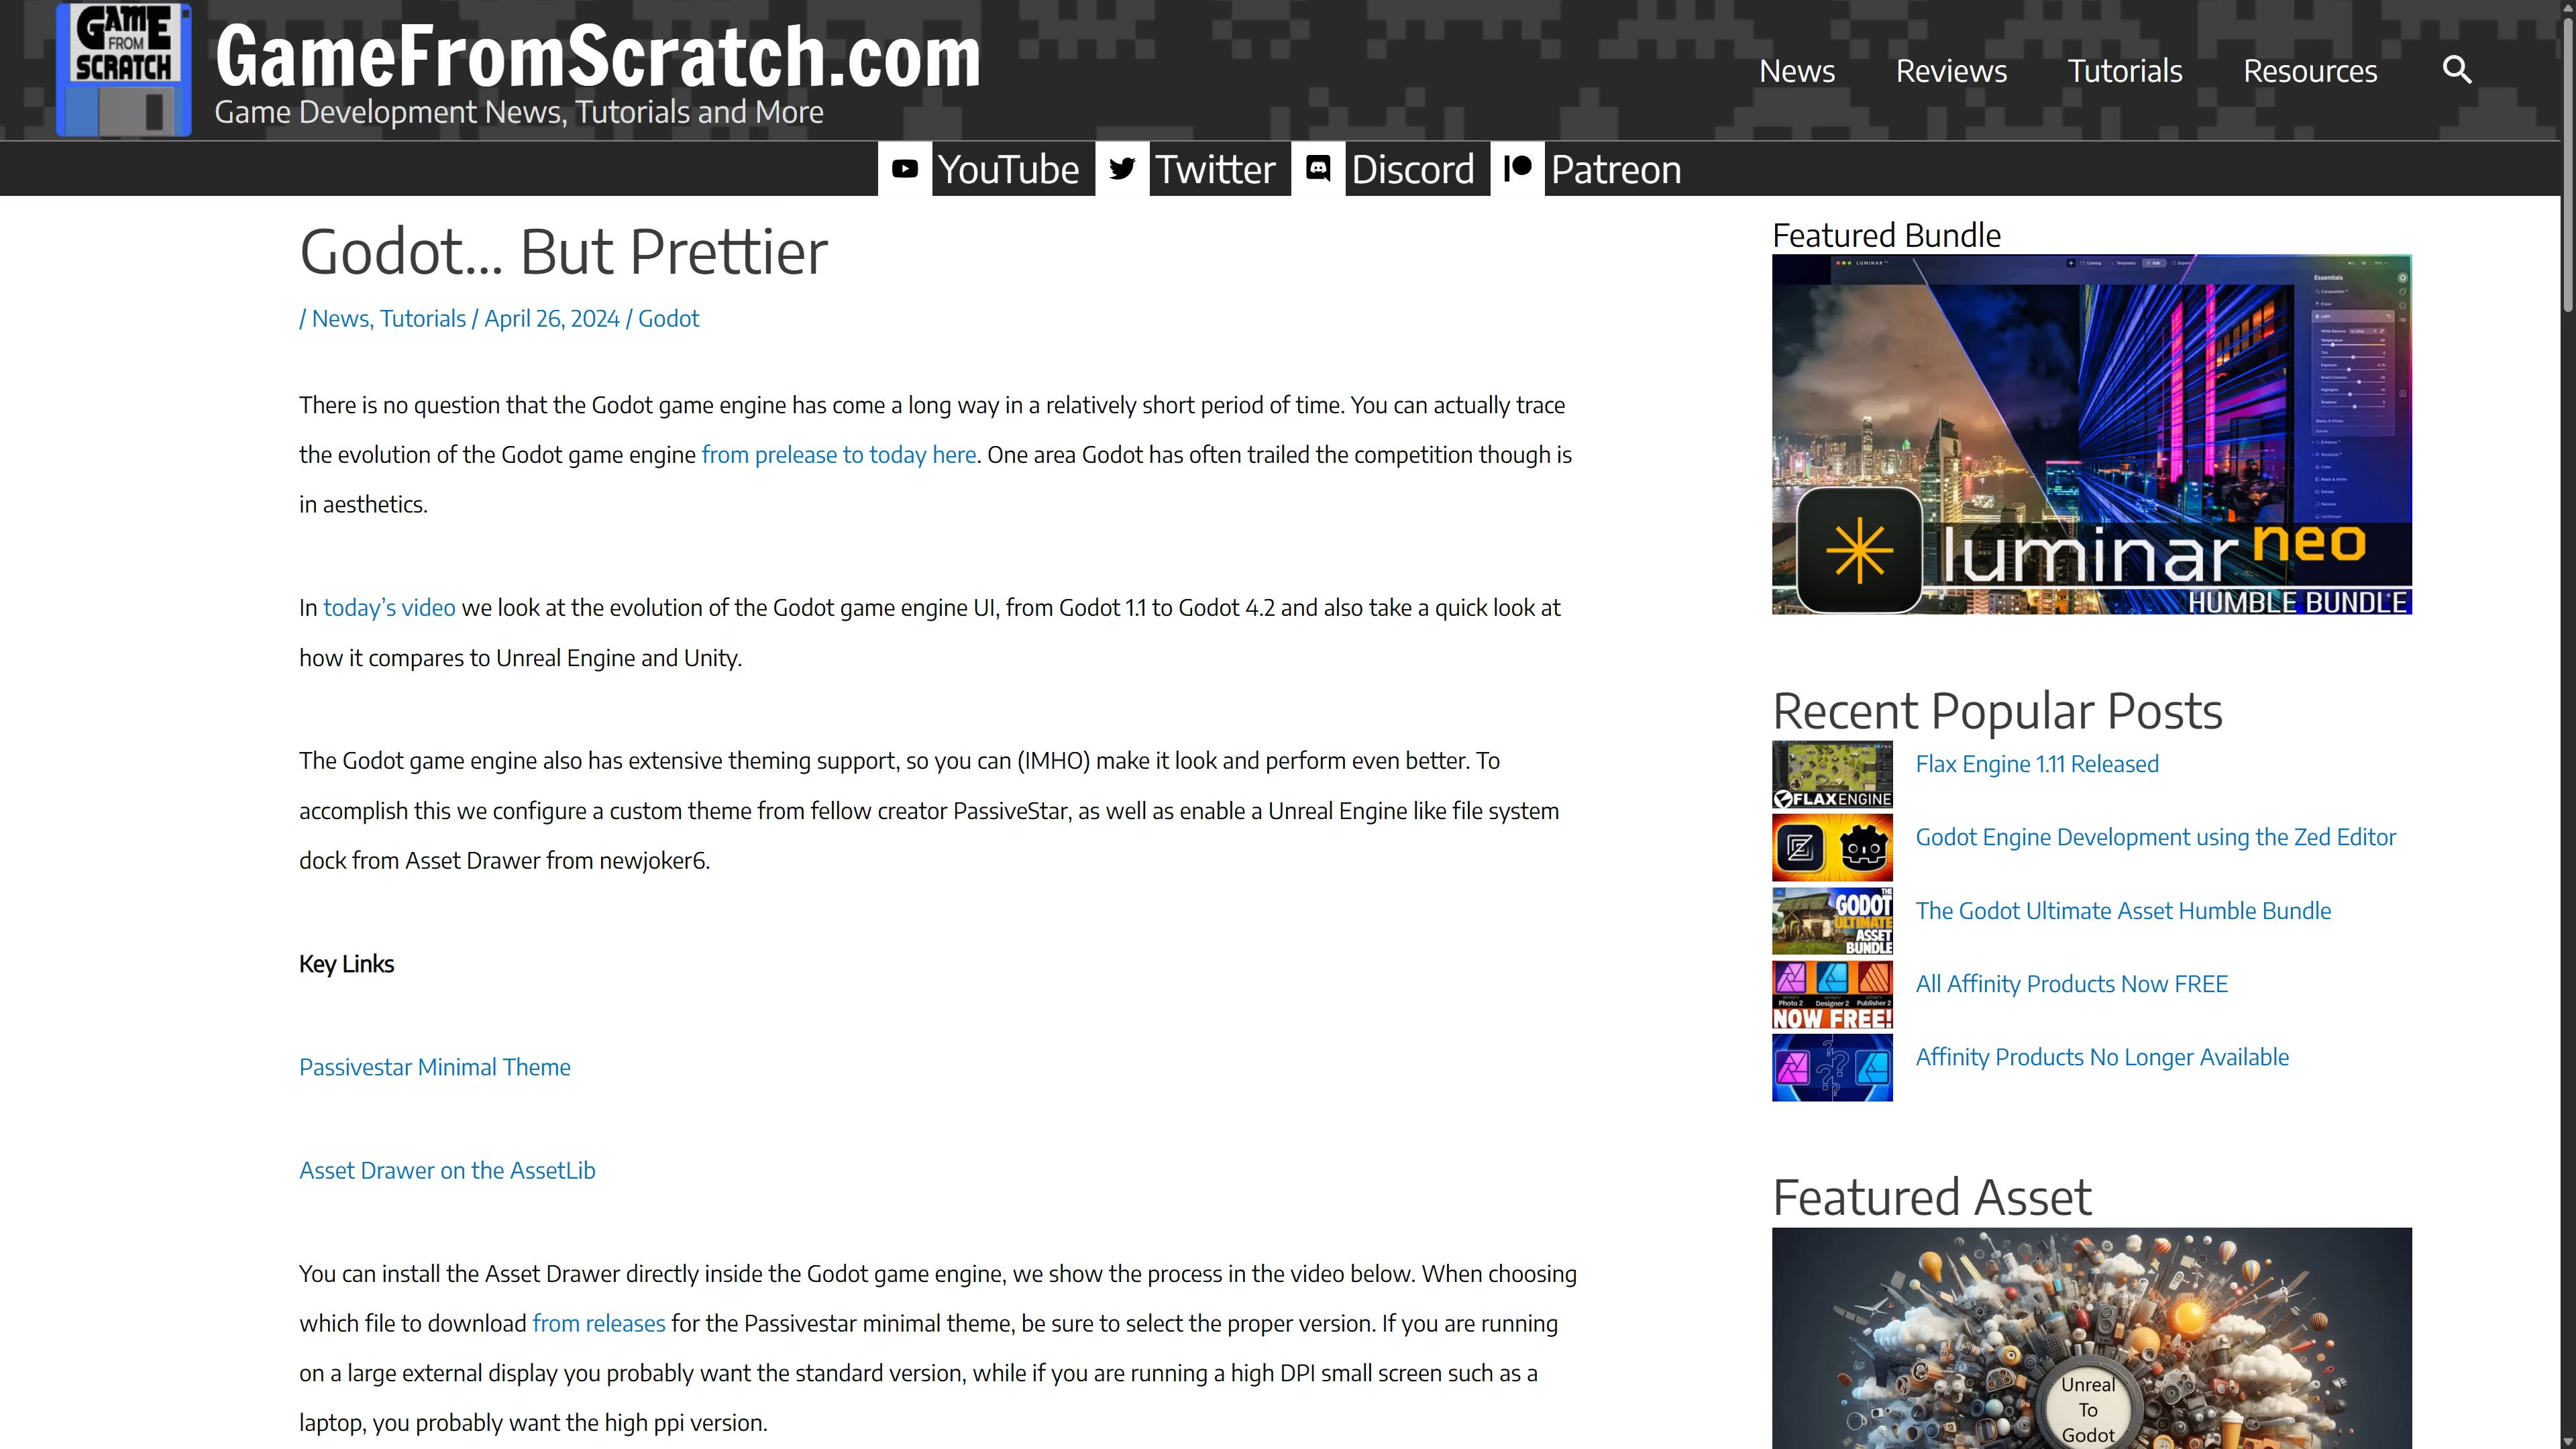 GAME
FROM
SCRATCH
GameFromScratch.com
Game Development News, Tutorials and More
News
Reviews
Tutorials
Resources
YouTube
Twitter
Discord
Patreon
Godot… But Prettier
/ News, Tutorials / April 26, 2024 / Godot
There is no question that the Godot game engine has come a long way in a relatively short period of time. You can actually trace
the evolution of the Godot game engine from prelease to today here. One area Godot has often trailed the competition though is
in aesthetics.
In today’s video we look at the evolution of the Godot game engine UI, from Godot 1.1 to Godot 4.2 and also take a quick look at
how it compares to Unreal Engine and Unity.
The Godot game engine also has extensive theming support, so you can (IMHO) make it look and perform even better. To
accomplish this we configure a custom theme from fellow creator PassiveStar, as well as enable a Unreal Engine like file system
dock from Asset Drawer from newjoker6.
Key Links
Passivestar Minimal Theme
Asset Drawer on the AssetLib
You can install the Asset Drawer directly inside the Godot game engine, we show the process in the video below. When choosing
which file to download from releases for the Passivestar minimal theme, be sure to select the proper version. If you are running
on a large external display you probably want the standard version, while if you are running a high DPI small screen such as a
laptop, you probably want the high ppi version.
Featured Bundle
Essentials
luminar neo
HUMBLE BUNDLE
Recent Popular Posts
FLAXENGINE
Flax Engine 1.11 Released
Godot Engine Development using the Zed Editor
THE
GODOT
ULTIMATE
ASSET
BUNDLE
The Godot Ultimate Asset Humble Bundle
Photo 2 Designer 2 Publisher 2
NOW FREE!
All Affinity Products Now FREE
Affinity Products No Longer Available
Featured Asset
Unreal
To
Godot